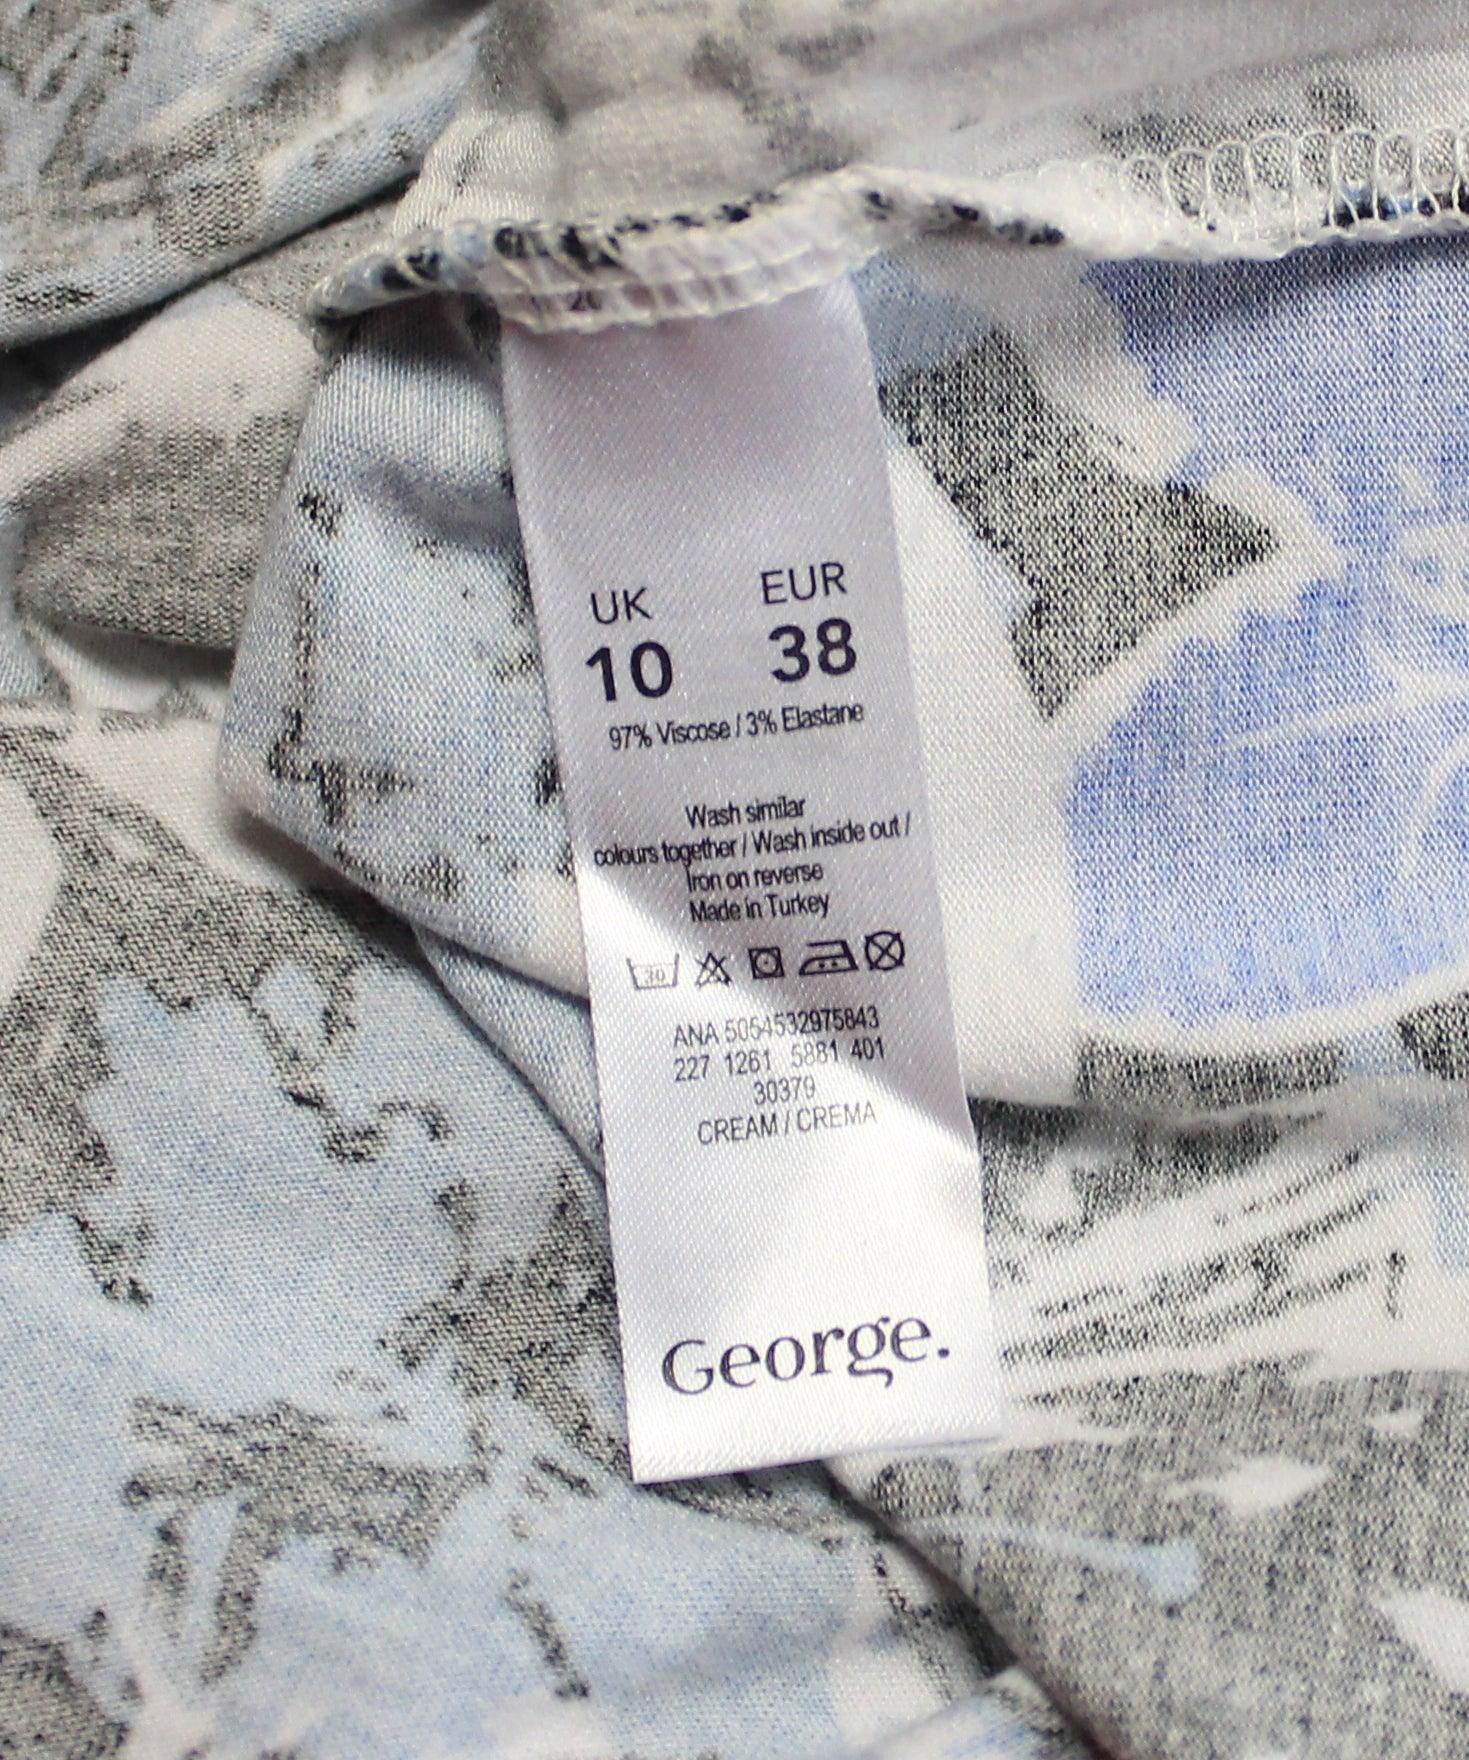 UK EUR
10 38
97% Viscose / 3% Elastane
Wash similar
colours together / Wash inside out /
Iron on reverse
Made in Turkey
30
ANA 5054532975843
227 1261 5881 401
30379
CREAM / CREMA
George.